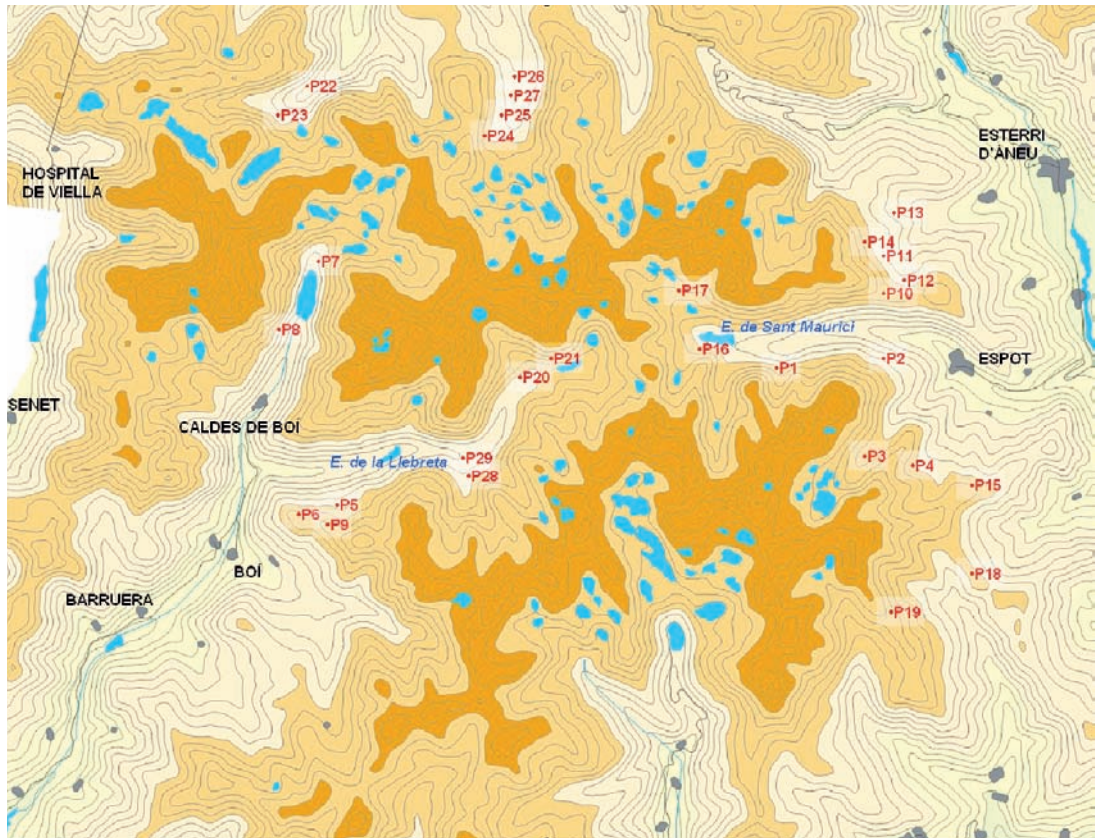 P26
P22
P27
P23
P25
P24
ESTERRI
D'ÀNEU
HOSPITAL
DE VIELLA
P13
P14
P11
P7
P12
P17
P10
P8
E. de Sant Maurici
P16
P21
P2
ESPOT
P1
P20
SENET
CALDES DE BOÍ
P29
P3
E. de la Llebreta
P4
P28
P15
P5
P6
P9
BOÍ
P18
BARRUERA
P19